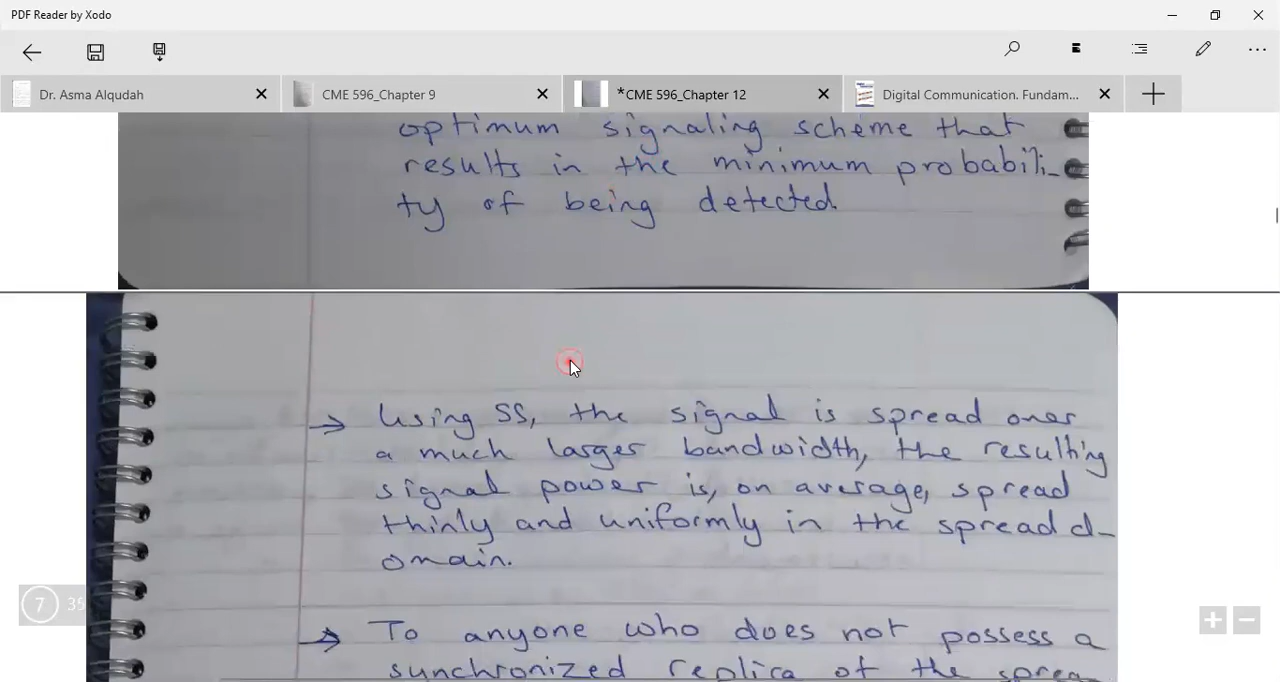 PDF Reader by Xodo
Dr. Asma Alqudah
CME 596_Chapter 9
*CME 596_Chapter 12
Digital Communication. Fundam...
optimum signaling scheme that
results in the minimum probabili-
ty of being detected.
→ Using SS, the signal is spread over
a much larger bandwidth, the resulting
signal power is, on average, spread
thinly and uniformly in the spread d-
omain.
→ To anyone who does not possess a
synchronized replica of the sprea
7 35